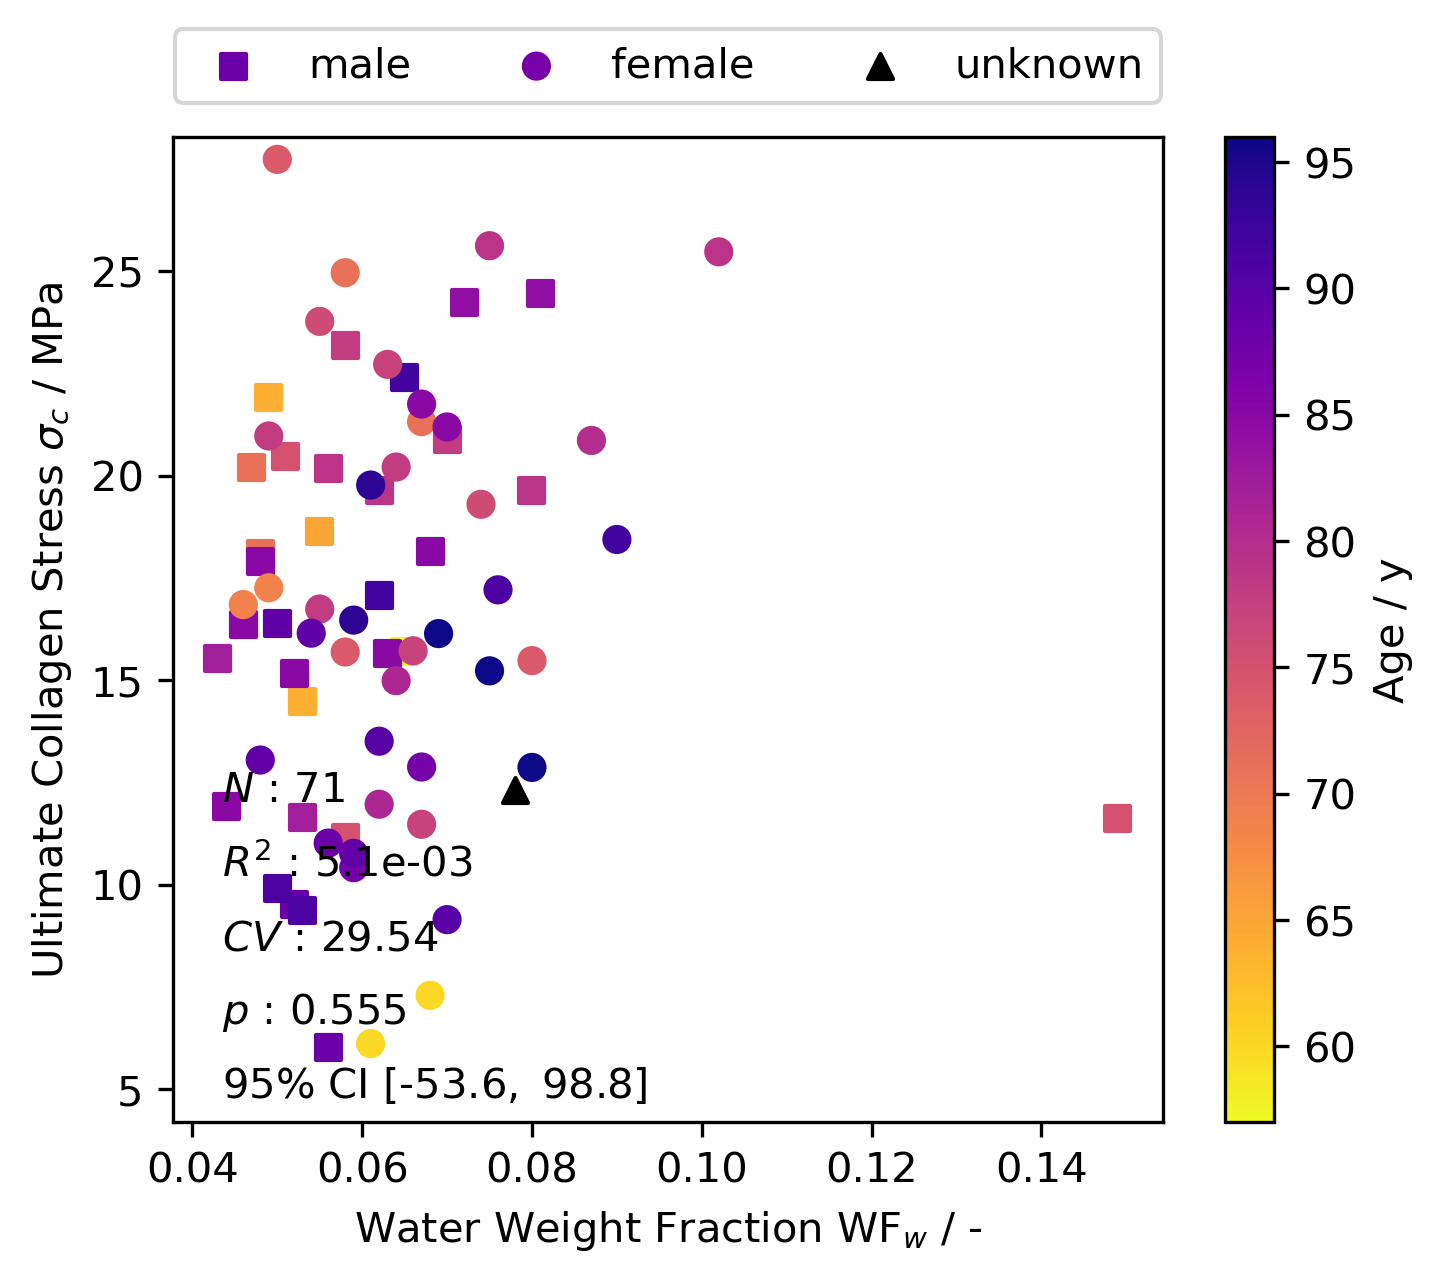 male female unknown
Ultimate Collagen Stress σc / MPa
25
20
15
10
5
N : 71
R² : 5.1e-03
CV : 29.54
p : 0.555
95% CI [-53.6, 98.8]
0.04 0.06 0.08 0.10 0.12 0.14
Water Weight Fraction WFw / -
95
90
85
80
75
70
65
60
Age / y